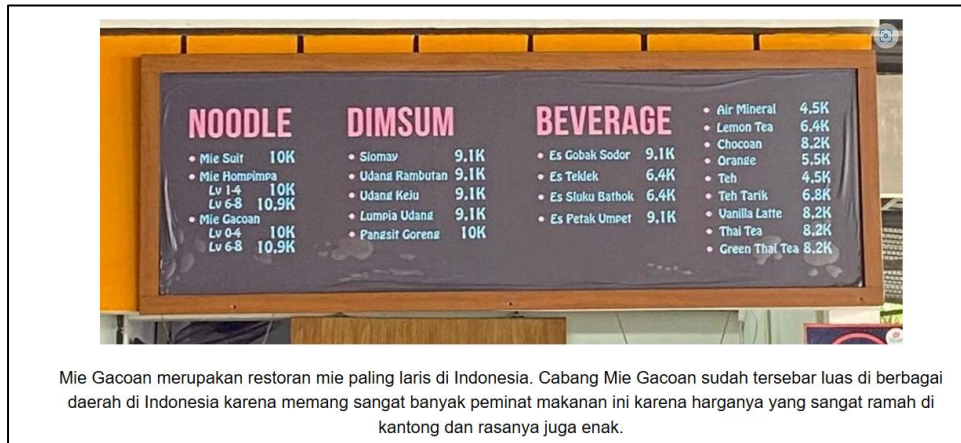 NOODLE
• Mie Suit 10K
• Mie Hompimpa
Lv 1-4 10K
Lv 6-8 10,9K
• Mie Gacoan
Lv 0-4 10K
Lv 6-8 10,9K
DIMSUM
• Siomay 9,1K
• Udang Rambutan 9,1K
• Udang Keju 9,1K
• Lumpia Udang 9,1K
• Pangsit Goreng 10K
BEVERAGE
• Es Gobak Sodor 9,1K
• Es Teklek 6,4K
• Es Sluku Bathok 6,4K
• Es Petak Umpet 9,1K
• Air Mineral 4.5K
• Lemon Tea 6.4K
• Chocoan 8.2K
• Orange 5.5K
• Teh 4.5K
• Teh Tarik 6.8K
• Vanilla Latte 8.2K
• Thai Tea 8.2K
• Green Thai Tea 8.2K
Mie Gacoan merupakan restoran mie paling laris di Indonesia. Cabang Mie Gacoan sudah tersebar luas di berbagai
daerah di Indonesia karena memang sangat banyak peminat makanan ini karena harganya yang sangat ramah di
kantong dan rasanya juga enak.